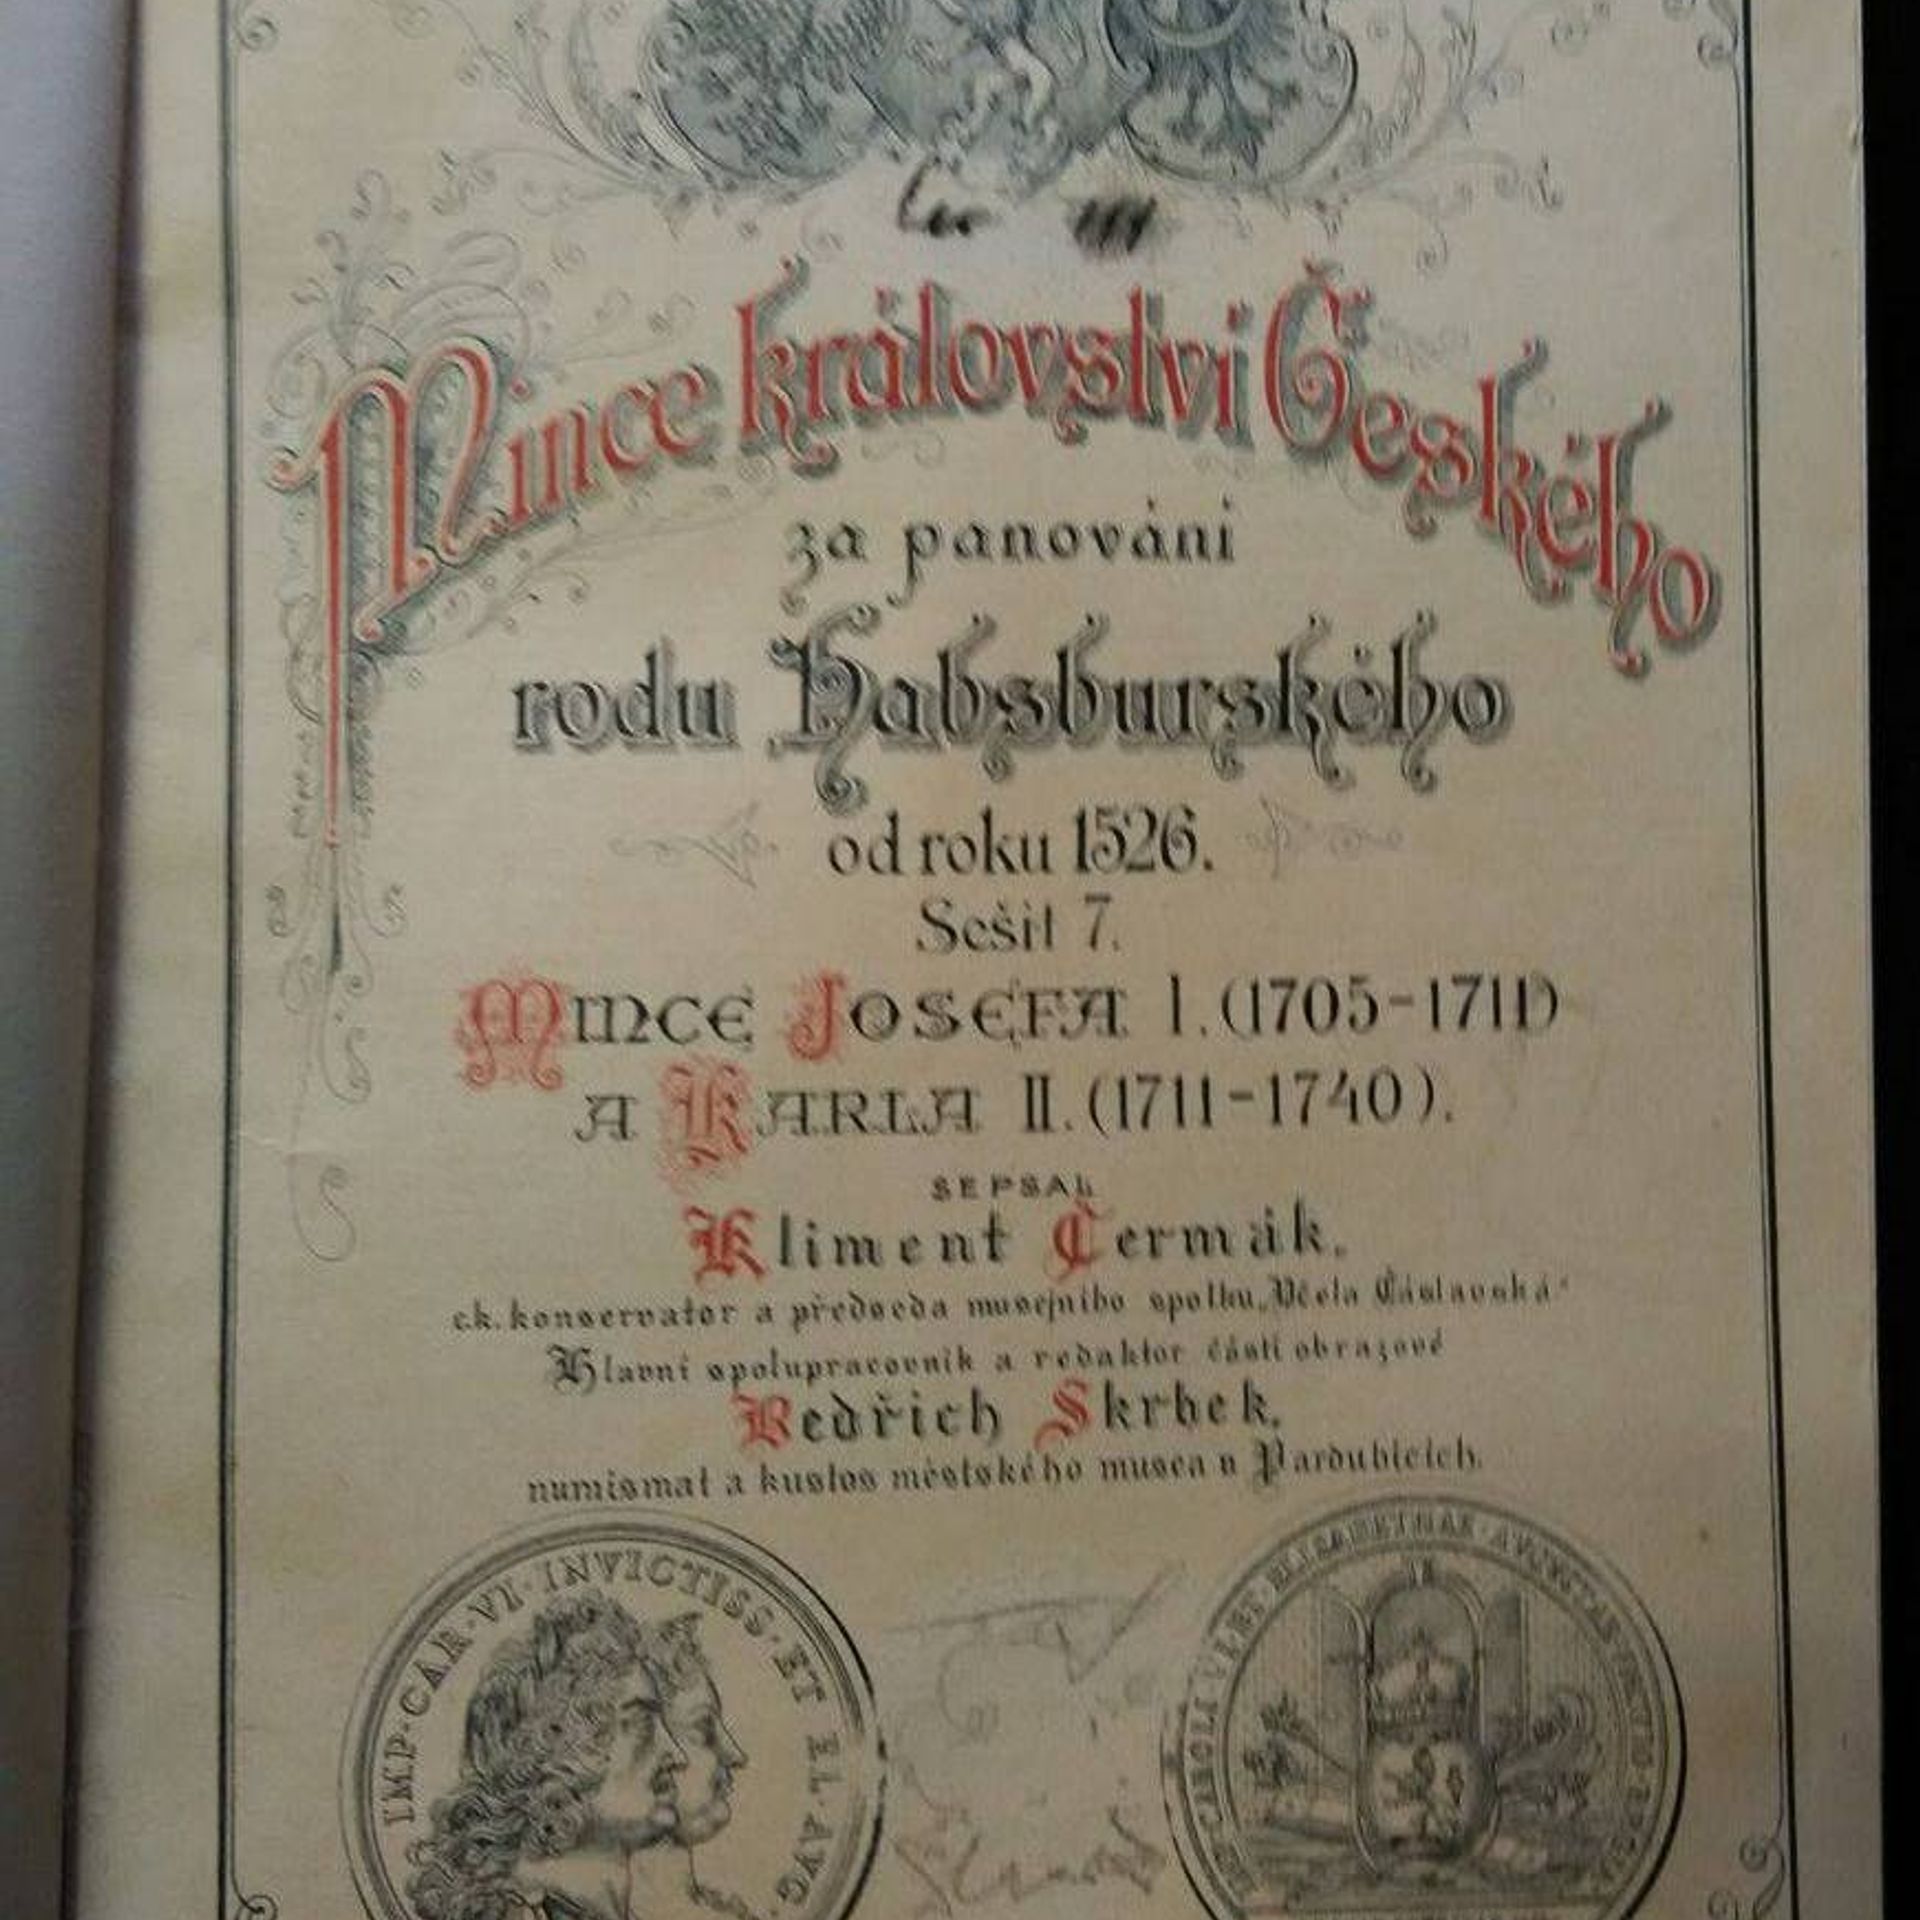 Mince království Českého
za panování
rodu Habsburského
od roku 1526.
Sešit 7.
Mince Josefa I. (1705-1711)
a Karla II. (1711-1740).
SEPSAL
Kliment Čermák,
c.k. konservator a předseda musejního spolku „Včela Čáslavská“
Hlavní spolupracovník a redaktor části obrazové
Bedřich Skrbek,
numismat a kustos městského musea v Pardubicích.
IMP·CAR·VI·INVICTISS·ET EL·AVG·
CAROLI